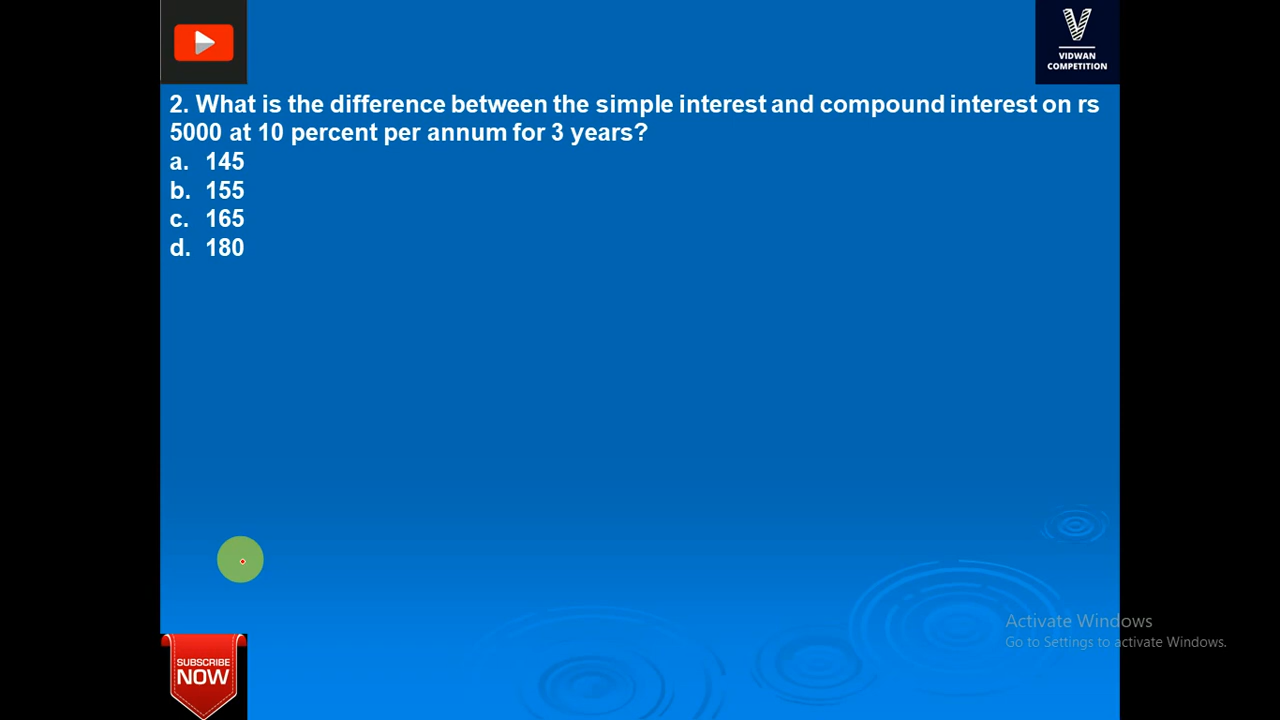 VIDWAN
COMPETITION
2. What is the difference between the simple interest and compound interest on rs
5000 at 10 percent per annum for 3 years?
a. 145
b. 155
c. 165
d. 180
Activate Windows
Go to Settings to activate Windows.
SUBSCRIBE
NOW